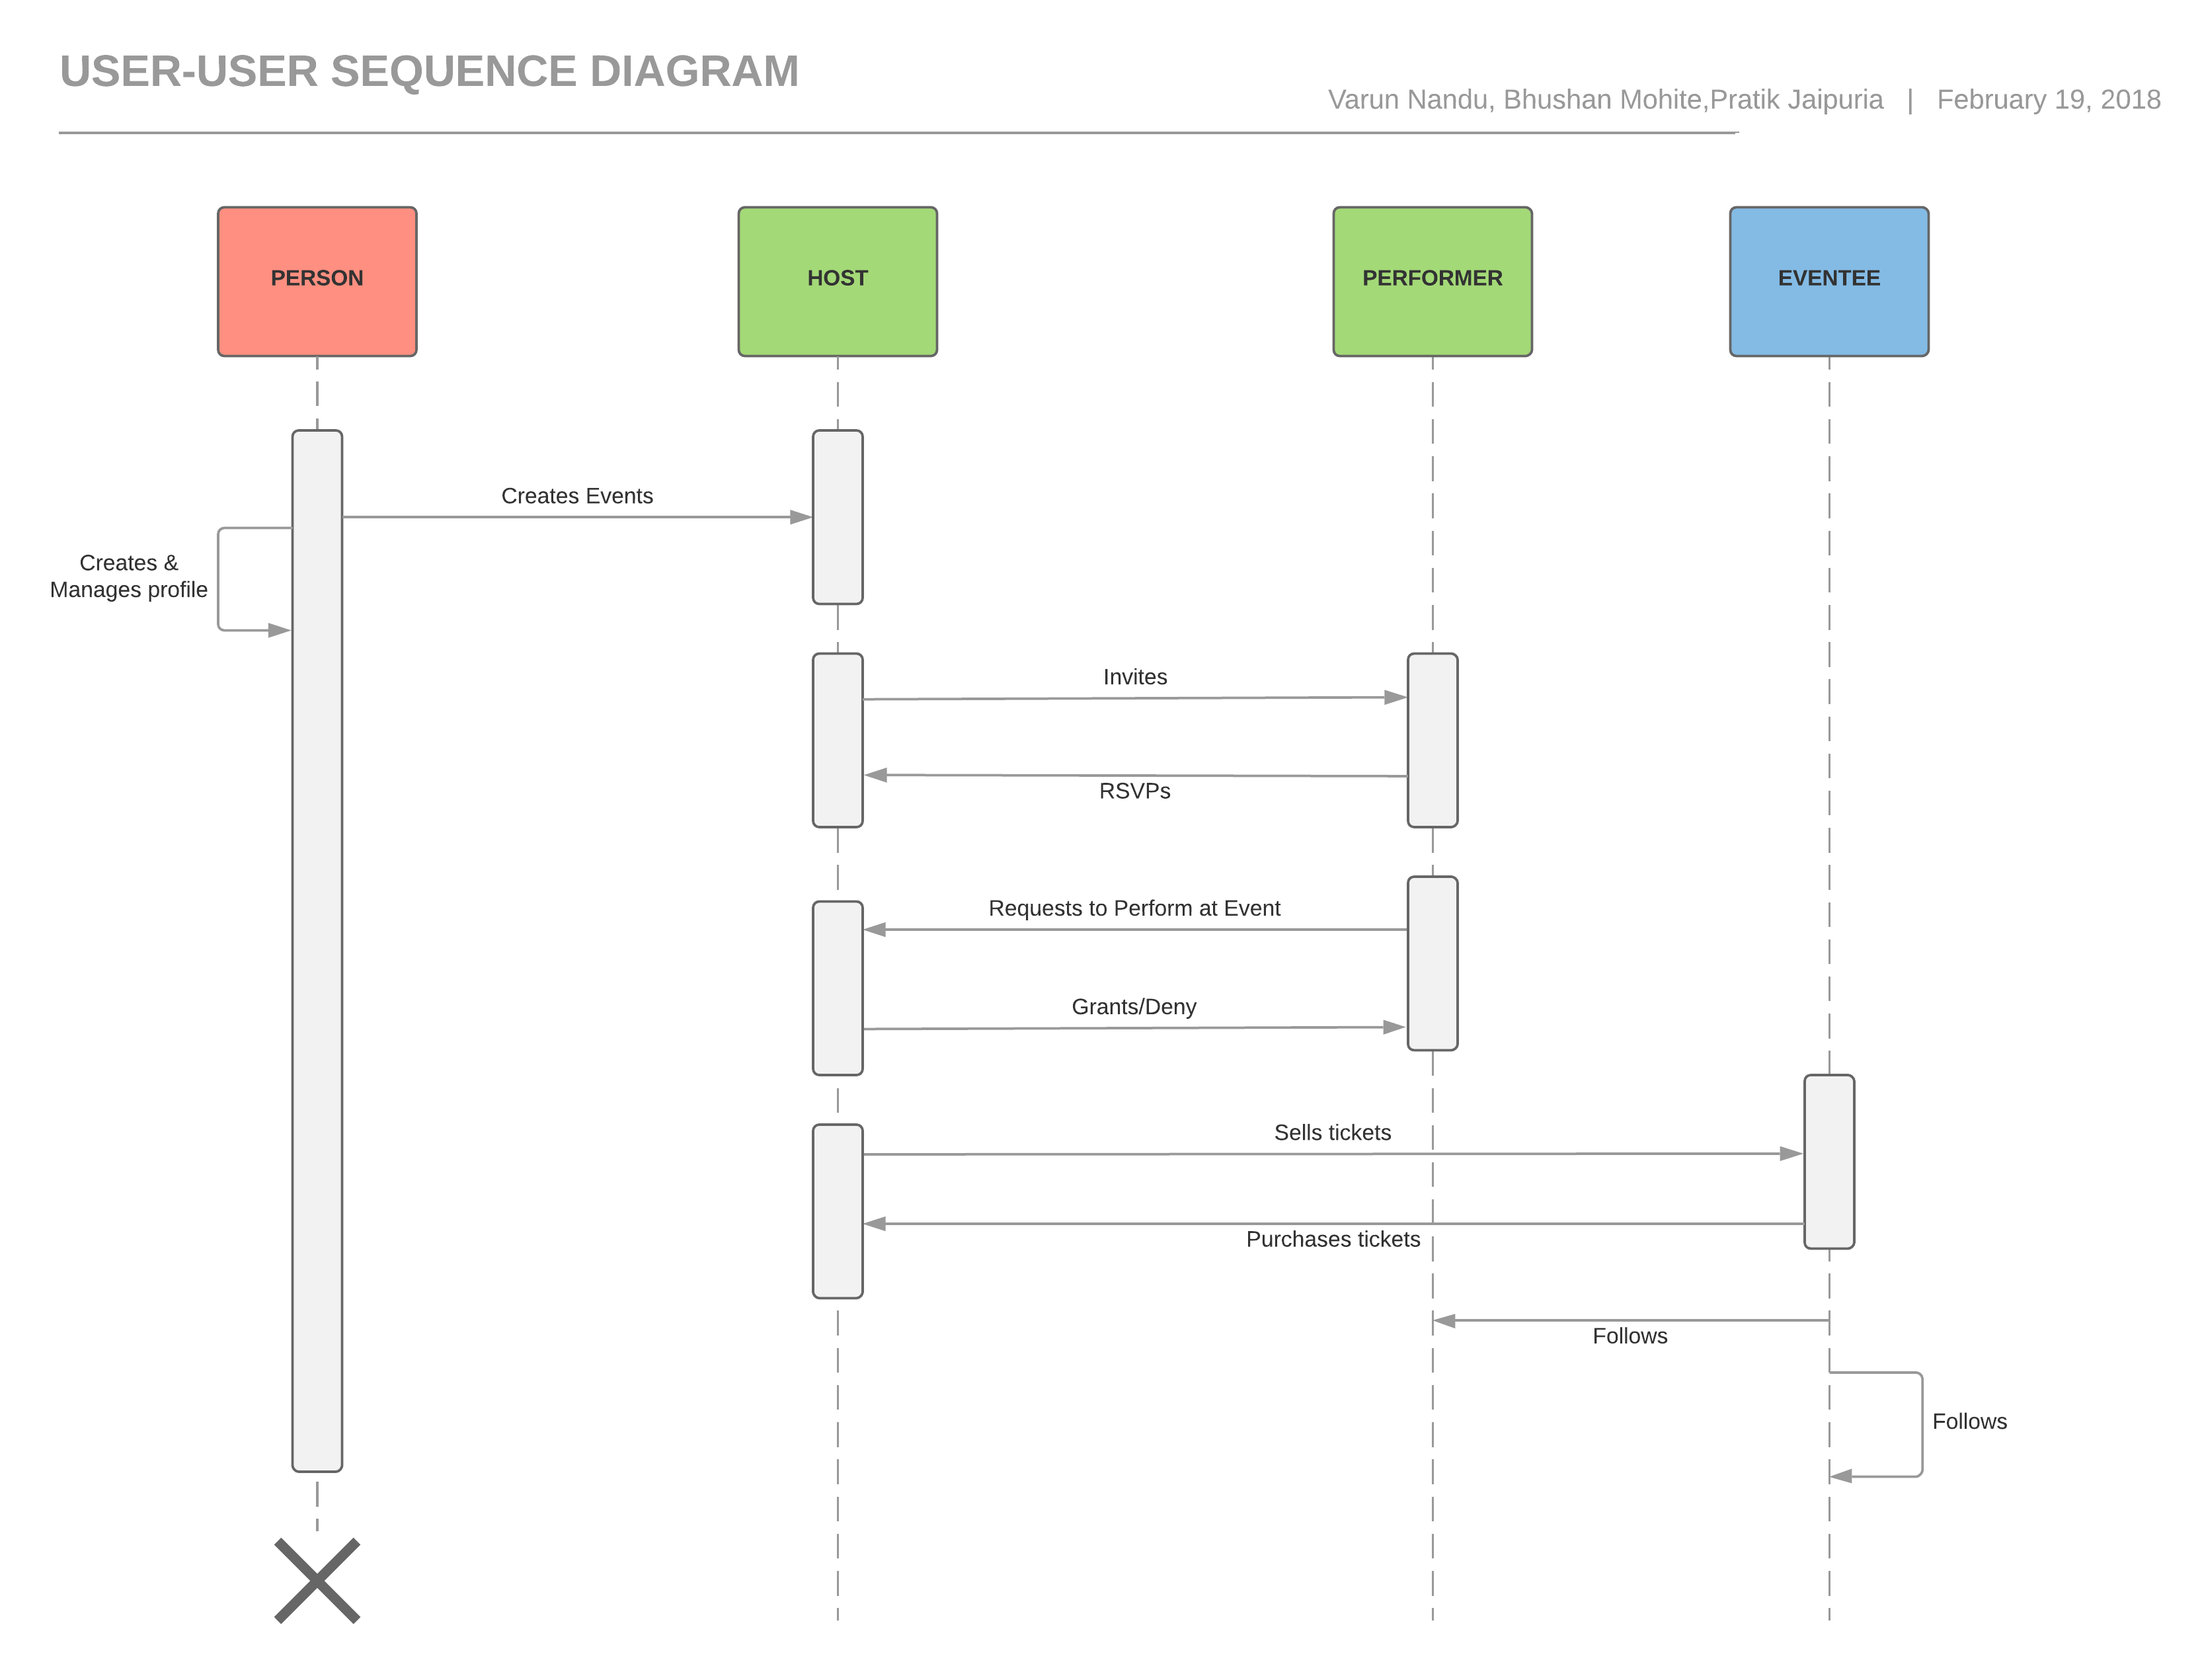 USER-USER SEQUENCE DIAGRAM
Varun Nandu, Bhushan Mohite,Pratik Jaipuria | February 19, 2018
PERSON
HOST
PERFORMER
EVENTEE
Creates Events
Creates &
Manages profile
Invites
RSVPs
Requests to Perform at Event
Grants/Deny
Sells tickets
Purchases tickets
Follows
Follows